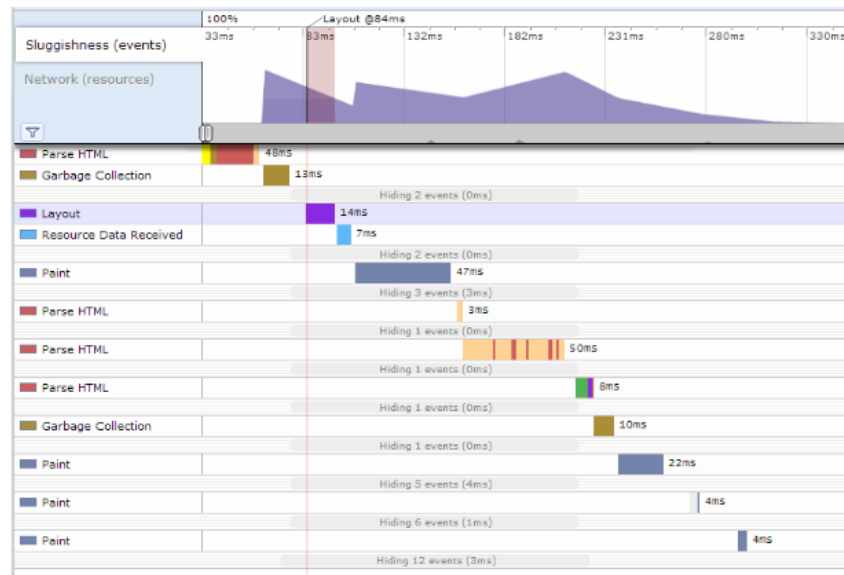 100%
Layout @84ms
33ms 83ms 132ms 182ms 231ms 280ms 330ms
Sluggishness (events)
Network (resources)
Parse HTML 48ms
Garbage Collection 13ms
Hiding 2 events (0ms)
Layout 14ms
Resource Data Received 7ms
Hiding 2 events (0ms)
Paint 47ms
Hiding 3 events (3ms)
Parse HTML 3ms
Hiding 1 events (0ms)
Parse HTML 50ms
Hiding 1 events (0ms)
Parse HTML 8ms
Hiding 1 events (0ms)
Garbage Collection 10ms
Hiding 1 events (0ms)
Paint 22ms
Hiding 5 events (4ms)
Paint 4ms
Hiding 6 events (1ms)
Paint 4ms
Hiding 12 events (3ms)